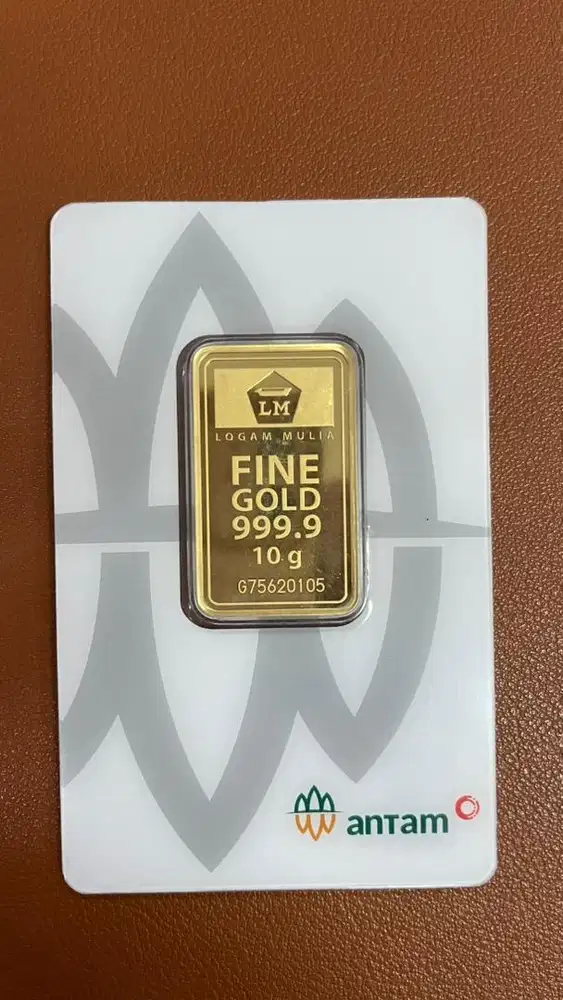 LM
LOGAM MULIA
FINE
GOLD
999.9
10 g
G75620105
antam